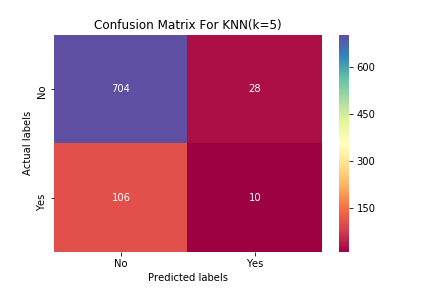 Confusion Matrix For KNN(k=5)
No
704
28
600
450
Actual labels
300
Yes
106
10
150
No
Yes
Predicted labels